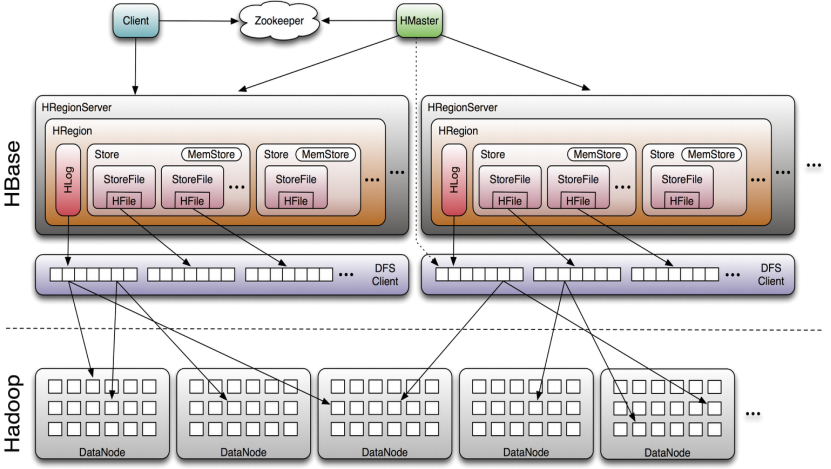 Client
Zookeeper
HMaster
HBase
HRegionServer
HRegion
HLog
Store
MemStore
StoreFile
HFile
StoreFile
HFile
...
Store
MemStore
StoreFile
...
...
HRegionServer
HRegion
HLog
Store
MemStore
StoreFile
HFile
StoreFile
HFile
...
Store
MemStore
StoreFile
...
...
...
...
DFS
Client
...
DFS
Client
Hadoop
DataNode
DataNode
DataNode
DataNode
DataNode
...